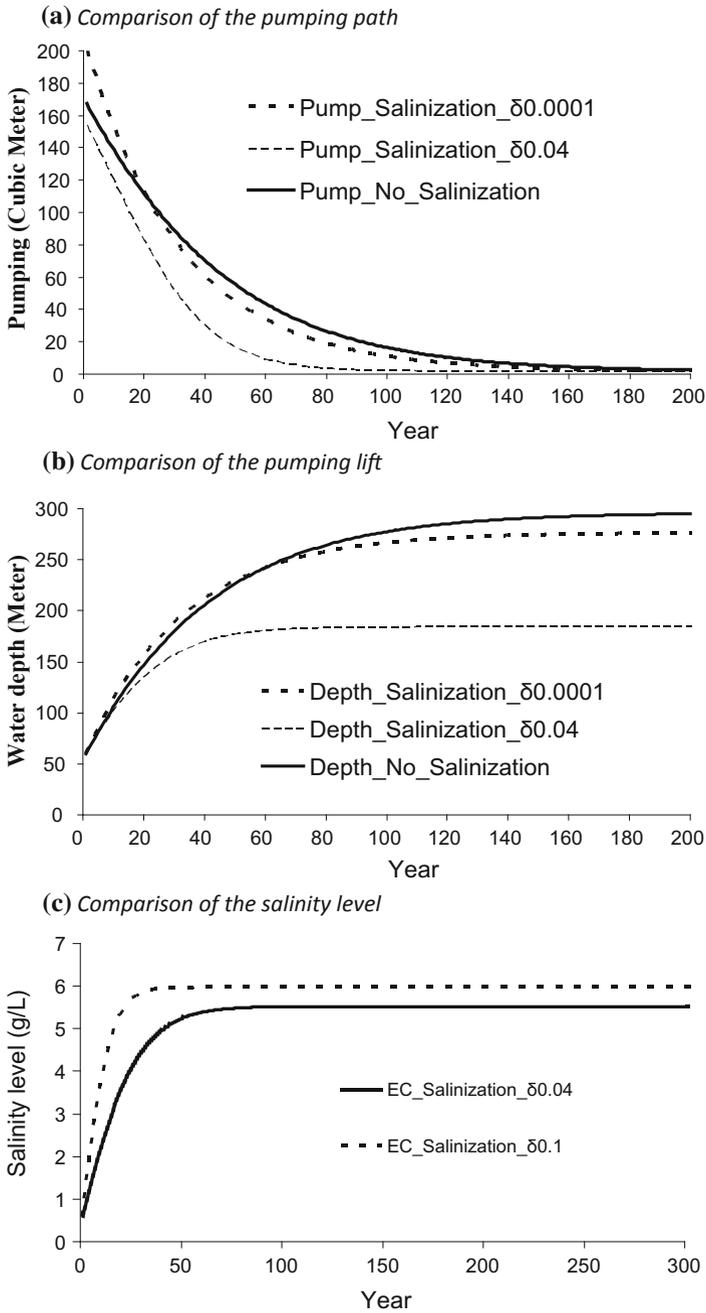 (a) Comparison of the pumping path
200
180
160
140
120
100
80
60
40
20
0
Pumping (Cubic Meter)
Pump_Salinization_δ0.0001
Pump_Salinization_δ0.04
Pump_No_Salinization
0 20 40 60 80 100 120 140 160 180 200
Year
(b) Comparison of the pumping lift
300
250
200
150
100
50
0
Water depth (Meter)
Depth_Salinization_δ0.0001
Depth_Salinization_δ0.04
Depth_No_Salinization
0 20 40 60 80 100 120 140 160 180 200
Year
(c) Comparison of the salinity level
7
6
5
4
3
2
1
0
Salinity level (g/L)
EC_Salinization_δ0.04
EC_Salinization_δ0.1
0 50 100 150 200 250 300
Year